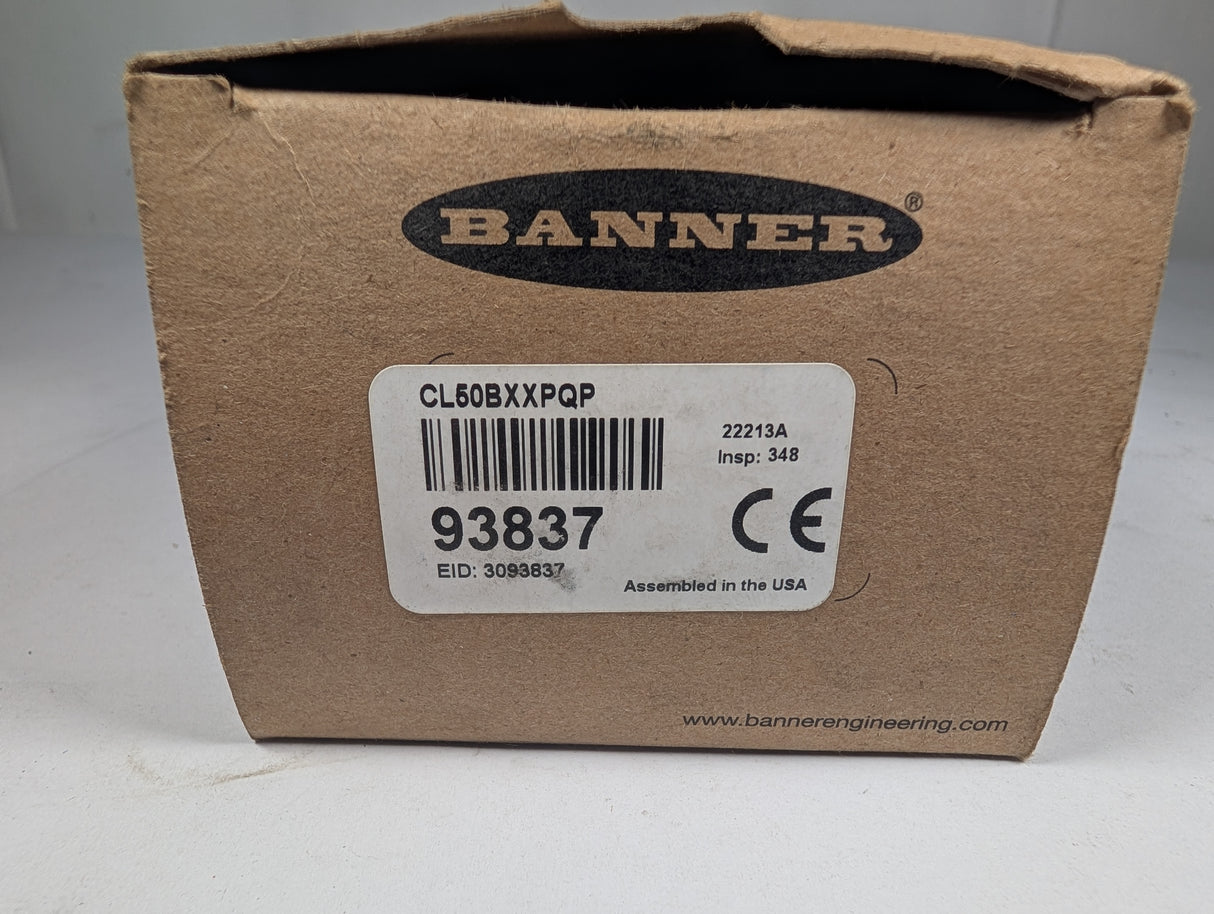 BANNER®
CL50BXXPQP
22213A
Insp: 348
93837
CE
EID: 3093837
Assembled in the USA
www.bannerengineering.com